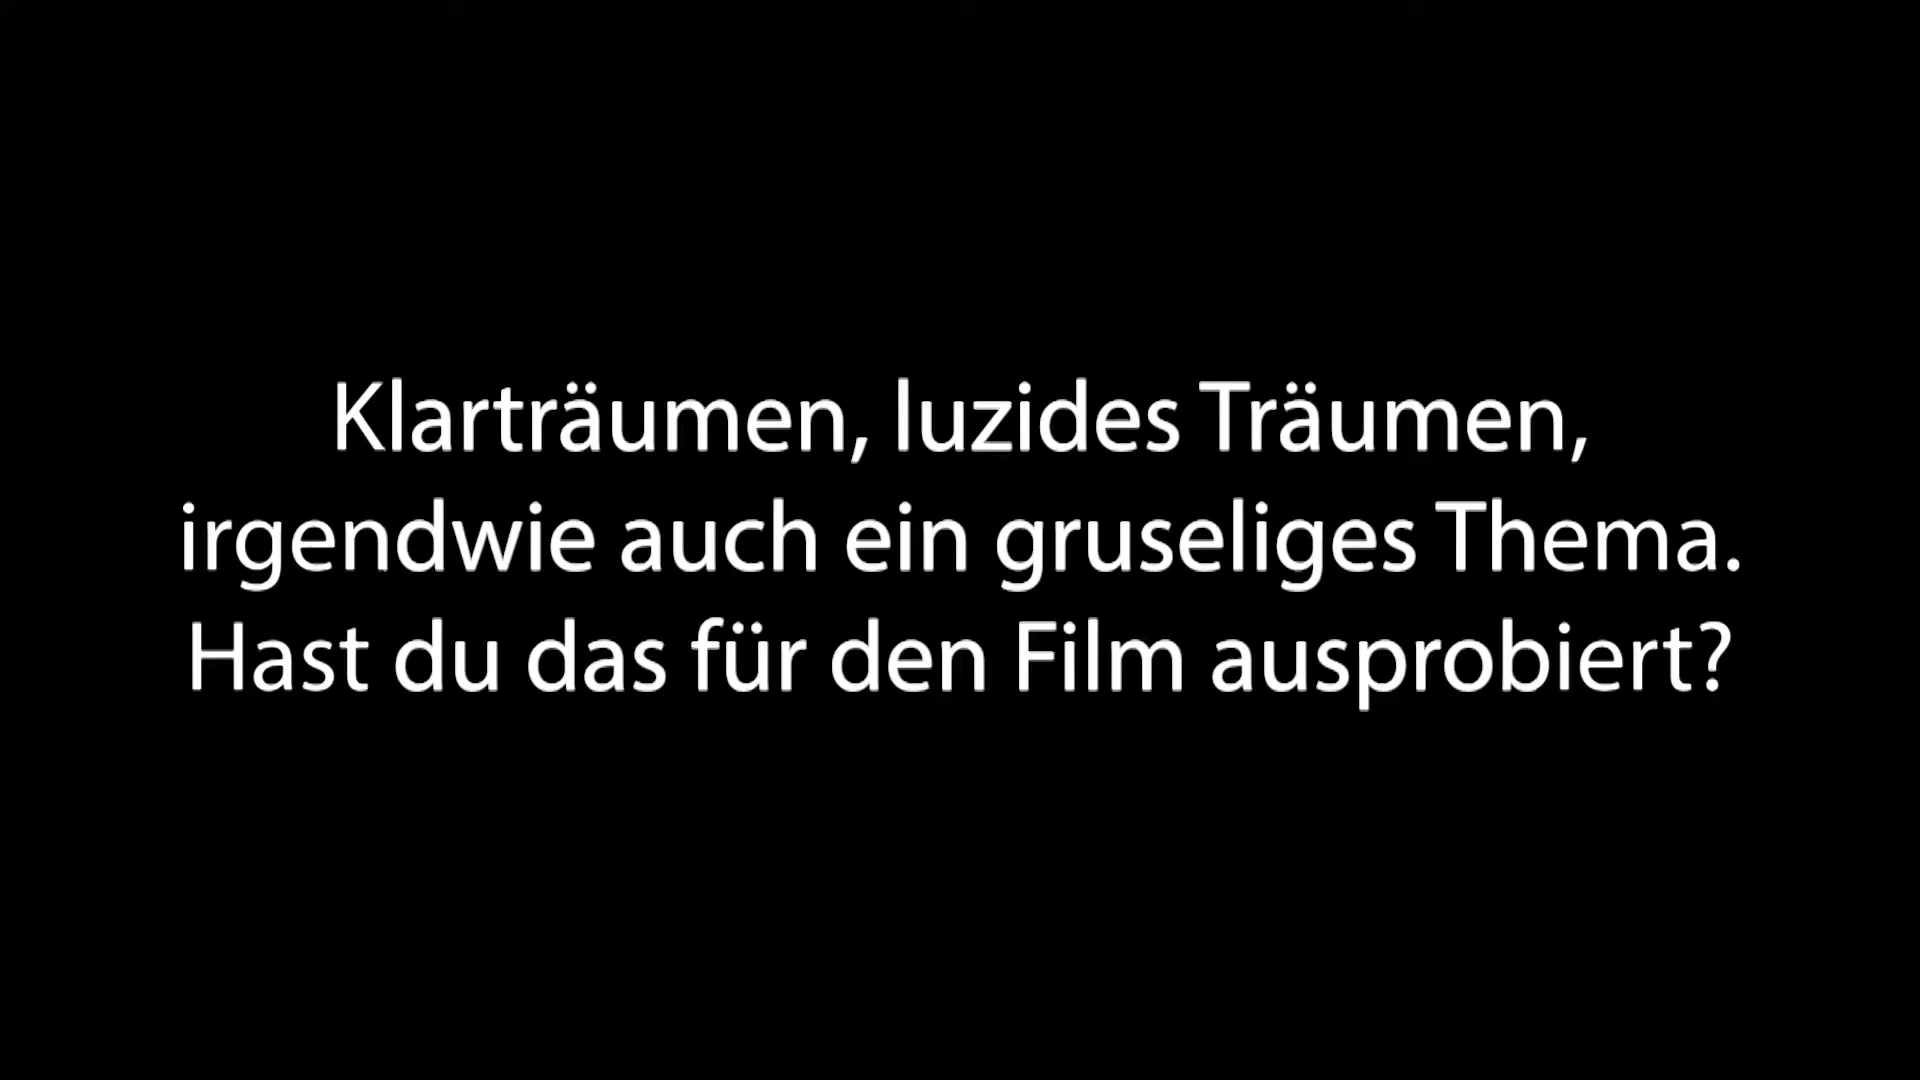 Klarträumen, luzides Träumen,
irgendwie auch ein gruseliges Thema.
Hast du das für den Film ausprobiert?